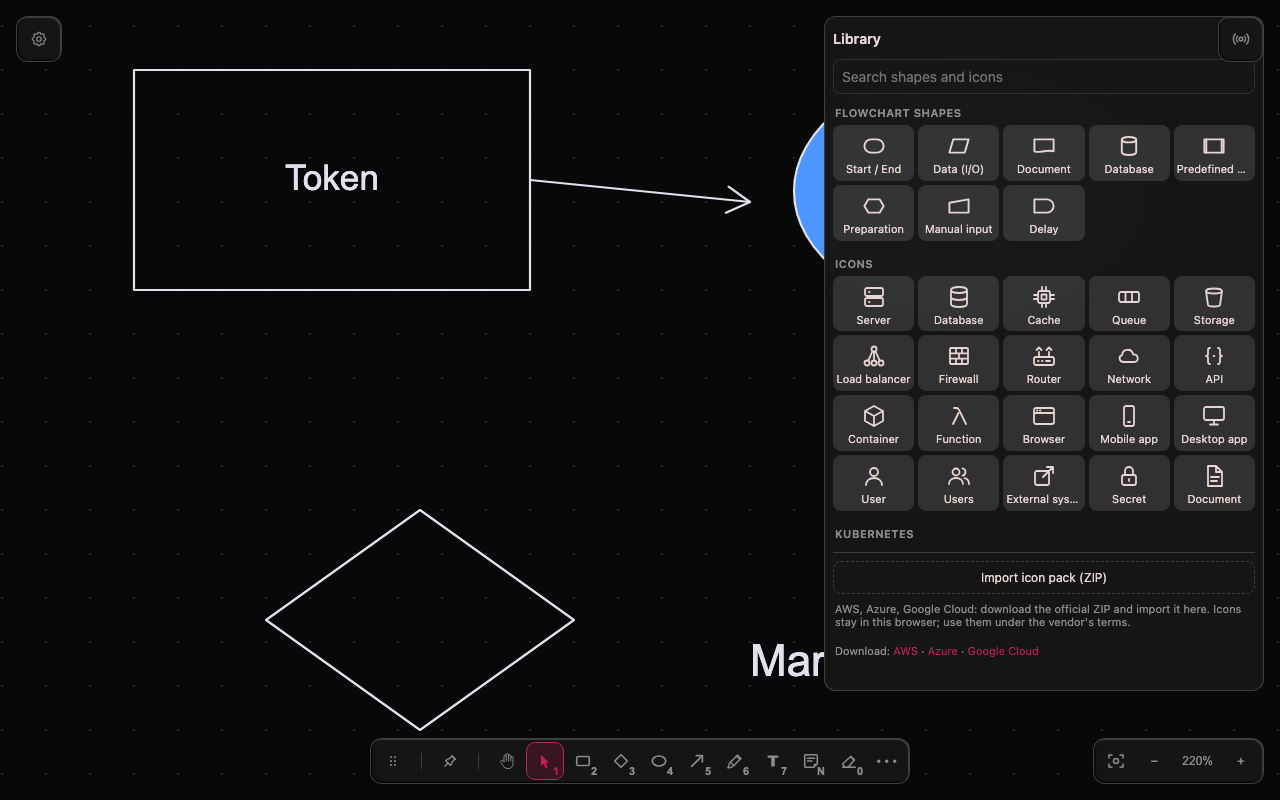 Library
Search shapes and icons
FLOWCHART SHAPES
Start / End
Data (I/O)
Document
Database
Predefined ...
Preparation
Manual input
Delay
ICONS
Server
Database
Cache
Queue
Storage
Load balancer
Firewall
Router
Network
API
Container
Function
Browser
Mobile app
Desktop app
User
Users
External sys...
Secret
Document
KUBERNETES
Import icon pack (ZIP)
AWS, Azure, Google Cloud: download the official ZIP and import it here. Icons
stay in this browser; use them under the vendor's terms.
Download: AWS · Azure · Google Cloud
Token
Mar
1
2
3
4
5
6
T 7
N
0
− 220% +